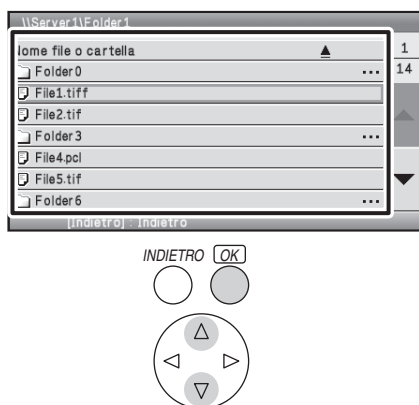 \\Server1\Folder1
Nome file o cartella
1
14
Folder0
File1.tiff
File2.tif
Folder3
File4.pcl
File5.tif
Folder6
[Indietro] : Indietro
INDIETRO OK